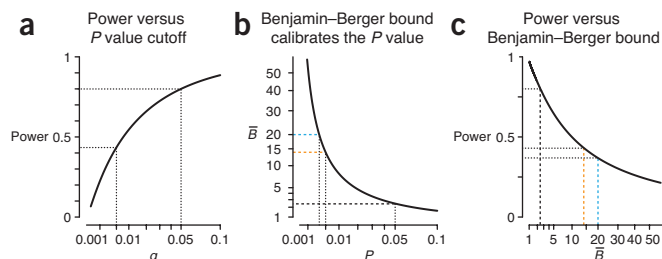 a
Power versus
P value cutoff
1
Power 0.5
0
0.001 0.01 0.05 0.1
α
b
Benjamin–Berger bound
calibrates the P value
50
40
30
20
15
10
5
1
B̅
0.001 0.01 0.05 0.1
P
c
Power versus
Benjamin–Berger bound
1
Power 0.5
0
1 5 10 20 30 40 50
B̅